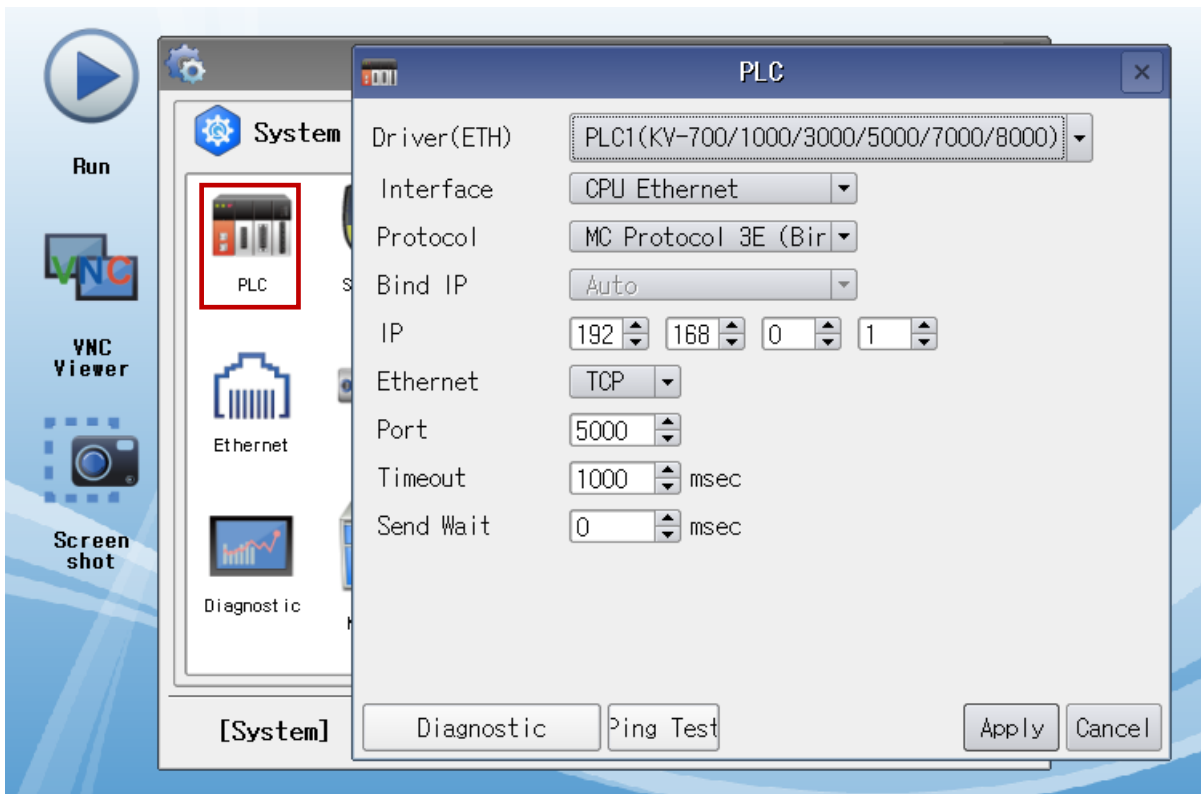 Run
VNC
VNC
Viewer
Screen
shot
System
PLC
S
Ethernet
Diagnostic
[System]
PLC
Driver(ETH) PLC1(KV-700/1000/3000/5000/7000/8000)
Interface CPU Ethernet
Protocol MC Protocol 3E (Bir
Bind IP Auto
IP 192 168 0 1
Ethernet TCP
Port 5000
Timeout 1000 msec
Send Wait 0 msec
Diagnostic Ping Test Apply Cancel